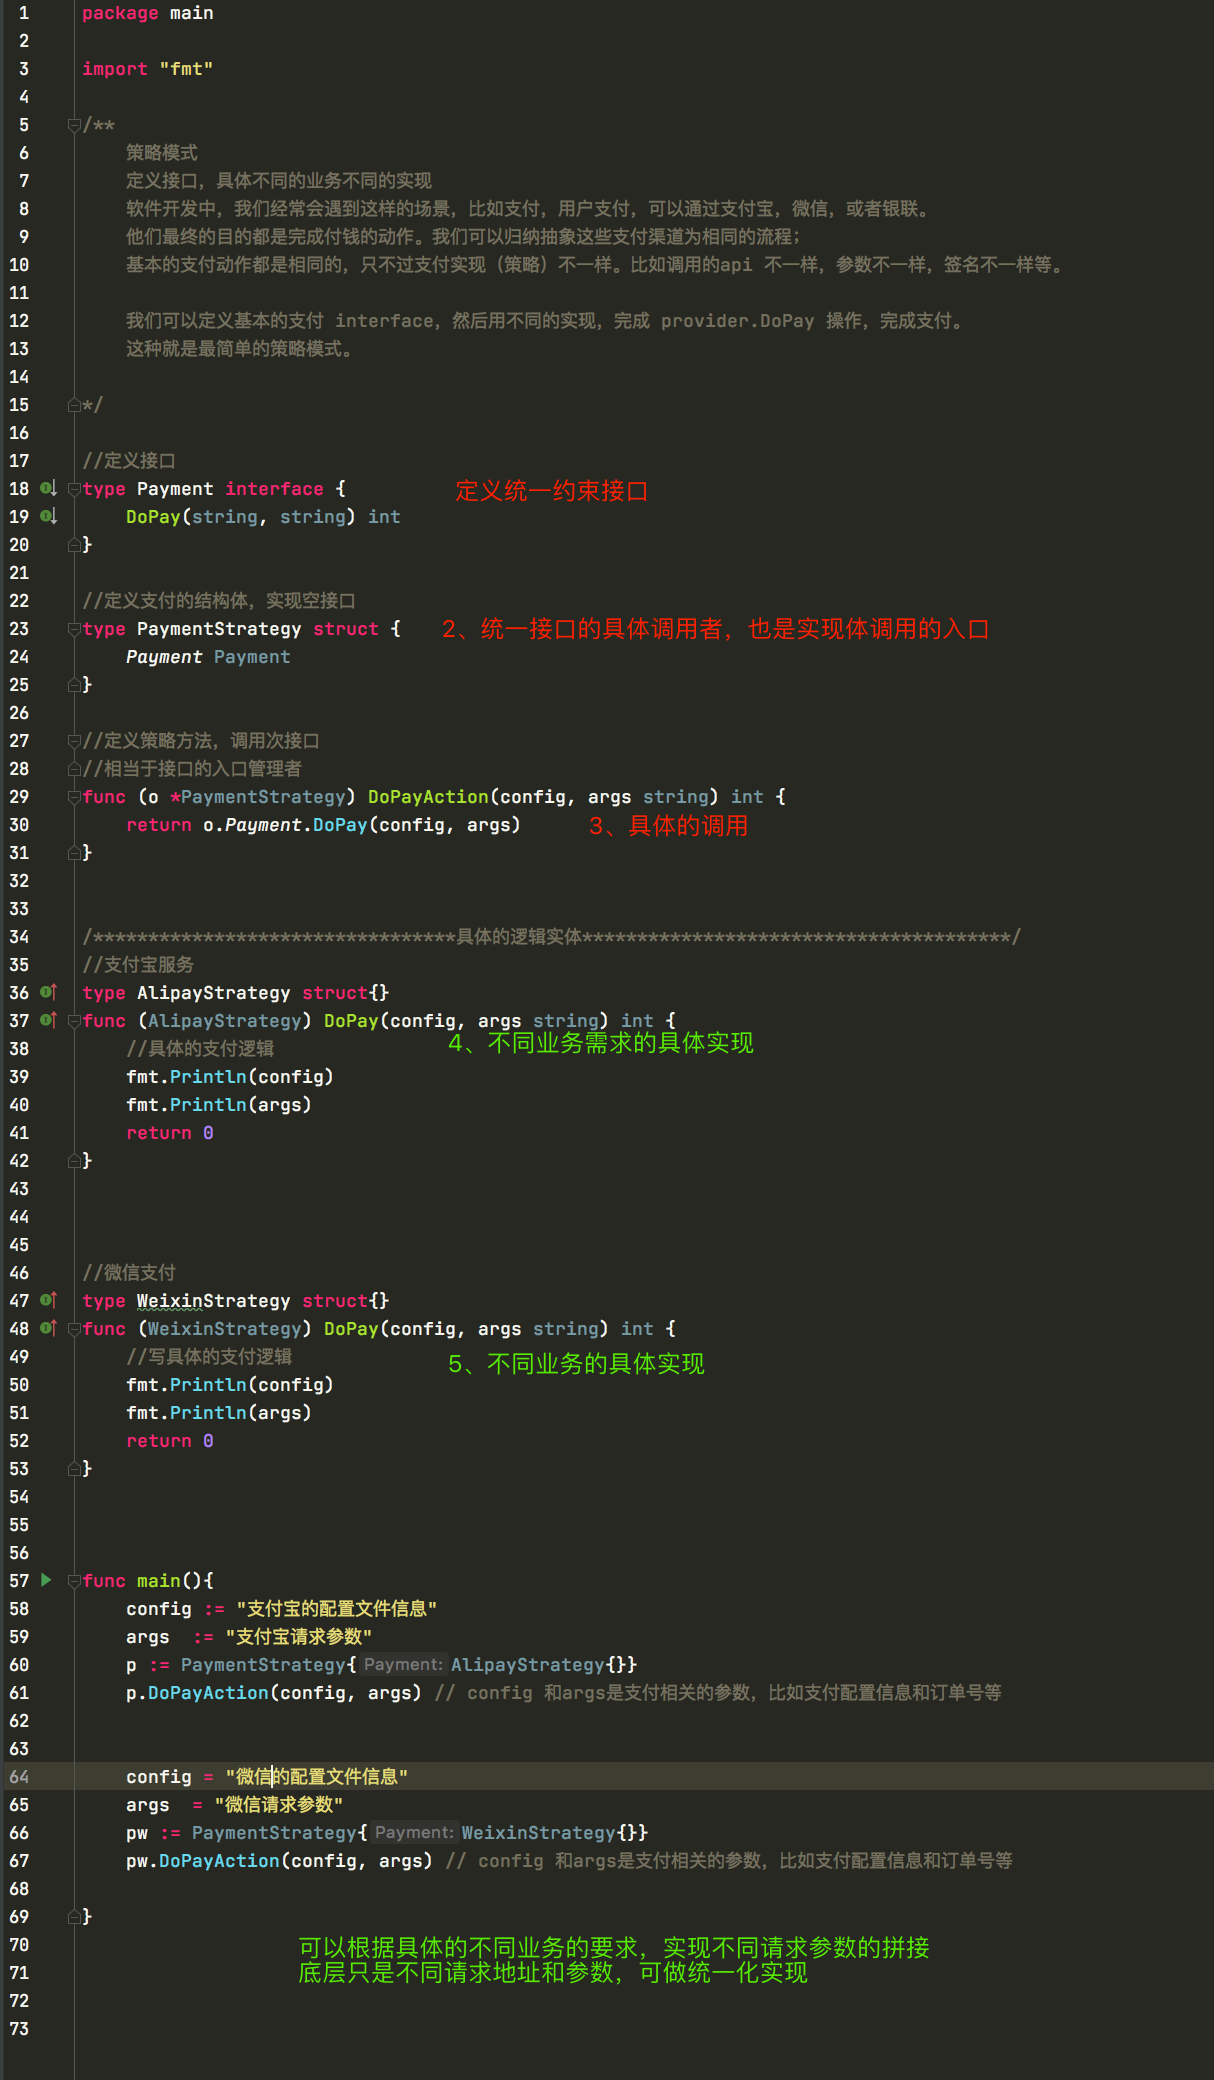 1 package main
2
3 import "fmt"
4
5 /**
6 策略模式
7 定义接口，具体不同的业务不同的实现
8 软件开发中，我们经常会遇到这样的场景，比如支付，用户支付，可以通过支付宝，微信，或者银联。
9 他们最终的目的都是完成付钱的动作。我们可以归纳抽象这些支付渠道为相同的流程；
10 基本的支付动作都是相同的，只不过支付实现（策略）不一样。比如调用的api 不一样，参数不一样，签名不一样等。
11
12 我们可以定义基本的支付 interface，然后用不同的实现，完成 provider.DoPay 操作，完成支付。
13 这种就是最简单的策略模式。
14
15 */
16
17 //定义接口
18 type Payment interface { 定义统一约束接口
19 DoPay(string, string) int
20 }
21
22 //定义支付的结构体，实现空接口
23 type PaymentStrategy struct { 2、统一接口的具体调用者，也是实现体调用的入口
24 Payment Payment
25 }
26
27 //定义策略方法，调用次接口
28 //相当于接口的入口管理者
29 func (o *PaymentStrategy) DoPayAction(config, args string) int {
30 return o.Payment.DoPay(config, args) 3、具体的调用
31 }
32
33
34 /*********************************具体的逻辑实体***************************************/
35 //支付宝服务
36 type AlipayStrategy struct{}
37 func (AlipayStrategy) DoPay(config, args string) int {
4、不同业务需求的具体实现
38 //具体的支付逻辑
39 fmt.Println(config)
40 fmt.Println(args)
41 return 0
42 }
43
44
45
46 //微信支付
47 type WeixinStrategy struct{}
48 func (WeixinStrategy) DoPay(config, args string) int {
49 //写具体的支付逻辑 5、不同业务的具体实现
50 fmt.Println(config)
51 fmt.Println(args)
52 return 0
53 }
54
55
56
57 func main(){
58 config := "支付宝的配置文件信息"
59 args := "支付宝请求参数"
60 p := PaymentStrategy{ Payment: AlipayStrategy{}}
61 p.DoPayAction(config, args) // config 和args是支付相关的参数，比如支付配置信息和订单号等
62
63
64 config = "微信的配置文件信息"
65 args = "微信请求参数"
66 pw := PaymentStrategy{ Payment: WeixinStrategy{}}
67 pw.DoPayAction(config, args) // config 和args是支付相关的参数，比如支付配置信息和订单号等
68
69 }
70 可以根据具体的不同业务的要求，实现不同请求参数的拼接
71 底层只是不同请求地址和参数，可做统一化实现
72
73